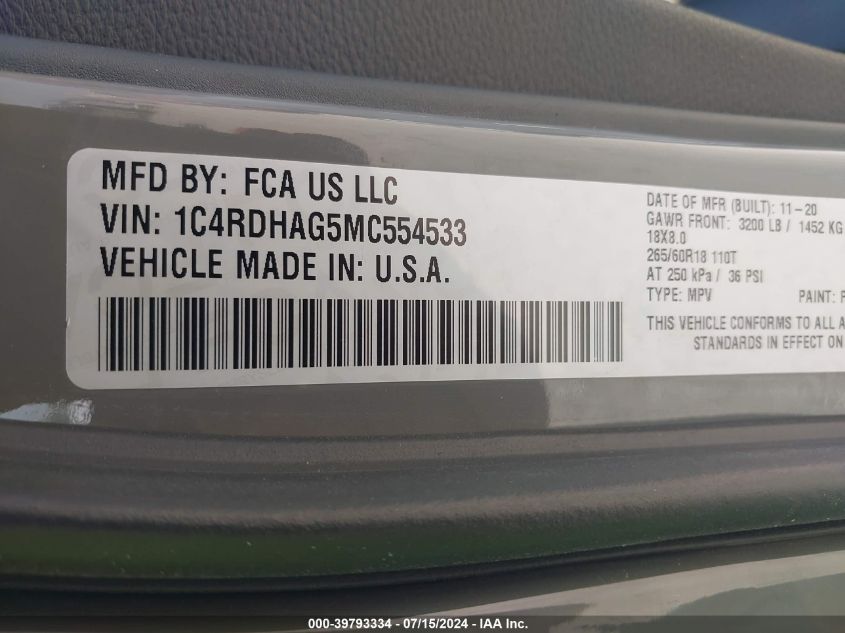 MFD BY: FCA US LLC
VIN: 1C4RDHAG5MC554533
VEHICLE MADE IN: U.S.A.
DATE OF MFR (BUILT): 11-20
GAWR FRONT: 3200 LB / 1452 KG
18X8.0
265/60R18 110T
AT 250 kPa / 36 PSI
TYPE: MPV PAINT: P
THIS VEHICLE CONFORMS TO ALL A
STANDARDS IN EFFECT ON
000-39793334 - 07/15/2024 - IAA Inc.